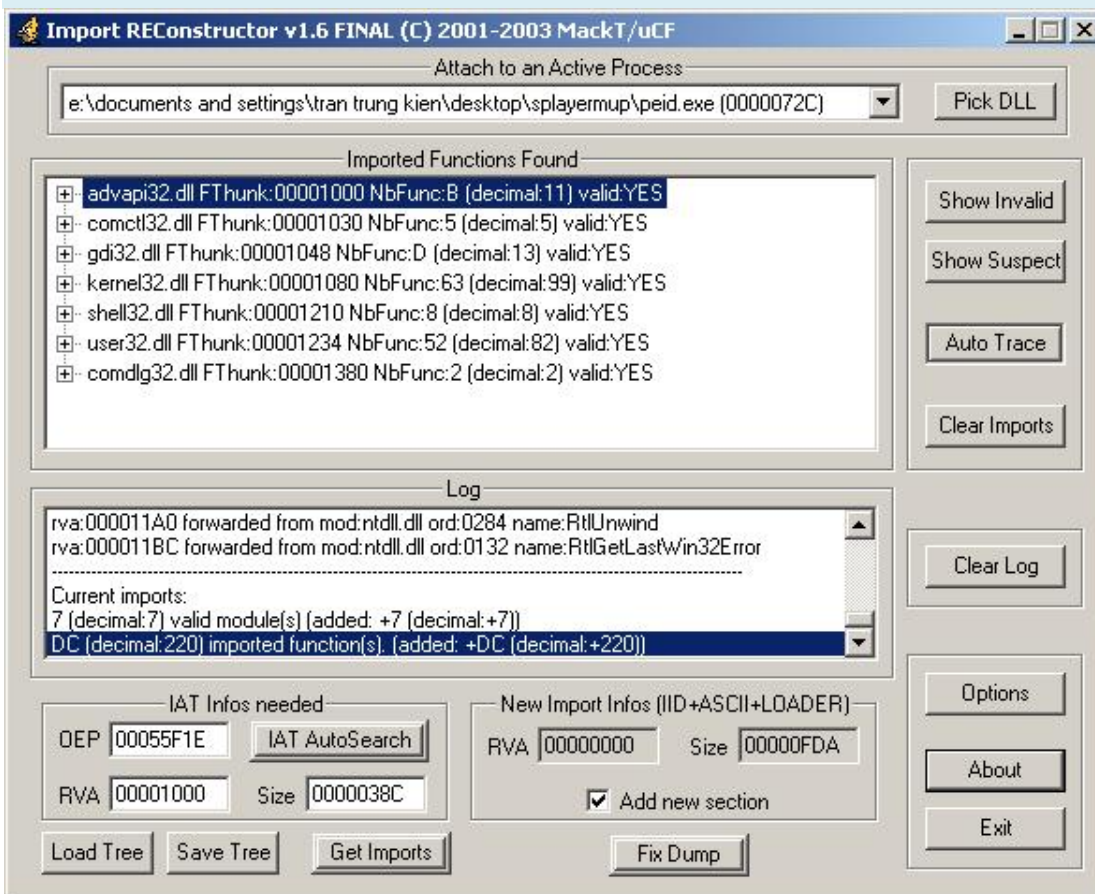 Import REConstructor v1.6 FINAL (C) 2001-2003 MackT/uCF
Attach to an Active Process
e:\documents and settings\tran trung kien\desktop\splayermup\peid.exe (0000072C)
Pick DLL
Imported Functions Found
advapi32.dll FThunk:00001000 NbFunc:B (decimal:11) valid:YES
comctl32.dll FThunk:00001030 NbFunc:5 (decimal:5) valid:YES
gdi32.dll FThunk:00001048 NbFunc:D (decimal:13) valid:YES
kernel32.dll FThunk:00001080 NbFunc:63 (decimal:99) valid:YES
shell32.dll FThunk:00001210 NbFunc:8 (decimal:8) valid:YES
user32.dll FThunk:00001234 NbFunc:52 (decimal:82) valid:YES
comdlg32.dll FThunk:00001380 NbFunc:2 (decimal:2) valid:YES
Show Invalid
Show Suspect
Auto Trace
Clear Imports
Log
rva:000011A0 forwarded from mod:ntdll.dll ord:0284 name:RtlUnwind
rva:000011BC forwarded from mod:ntdll.dll ord:0132 name:RtlGetLastWin32Error
---------------------------------------------------------------------------------------------------
Current imports:
7 (decimal:7) valid module(s) (added: +7 (decimal:+7))
DC (decimal:220) imported function(s). (added: +DC (decimal:+220))
Clear Log
IAT Infos needed
OEP 00055F1E IAT AutoSearch
RVA 00001000 Size 0000038C
New Import Infos (IID+ASCII+LOADER)
RVA 00000000 Size 00000FDA
Add new section
Options
About
Exit
Load Tree Save Tree Get Imports Fix Dump